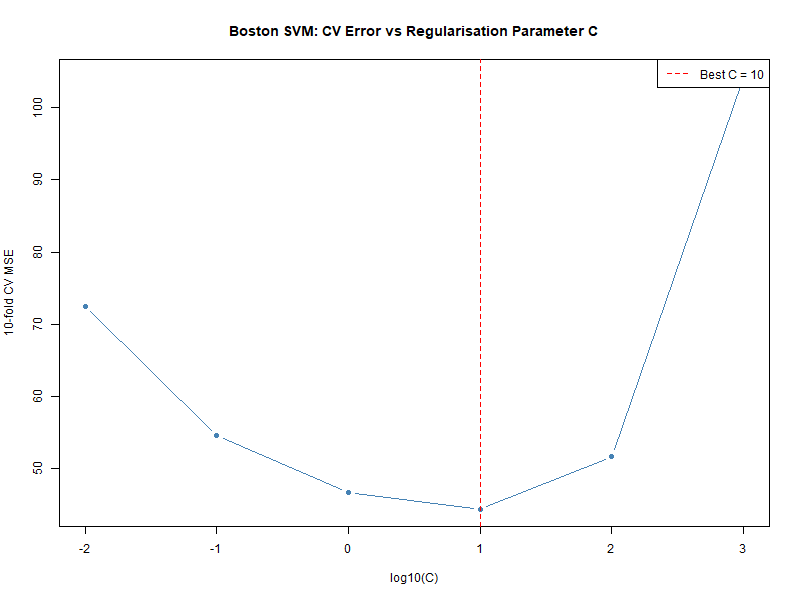 Boston SVM: CV Error vs Regularisation Parameter C
Best C = 10
100
90
80
70
60
50
10-fold CV MSE
-2 -1 0 1 2 3
log10(C)